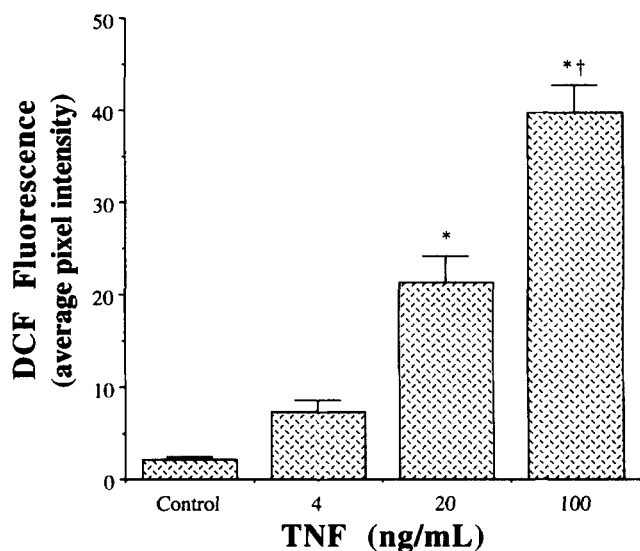 DCF Fluorescence
(average pixel intensity)
50
40
30
20
10
0
*
* †
Control 4 20 100
TNF (ng/mL)